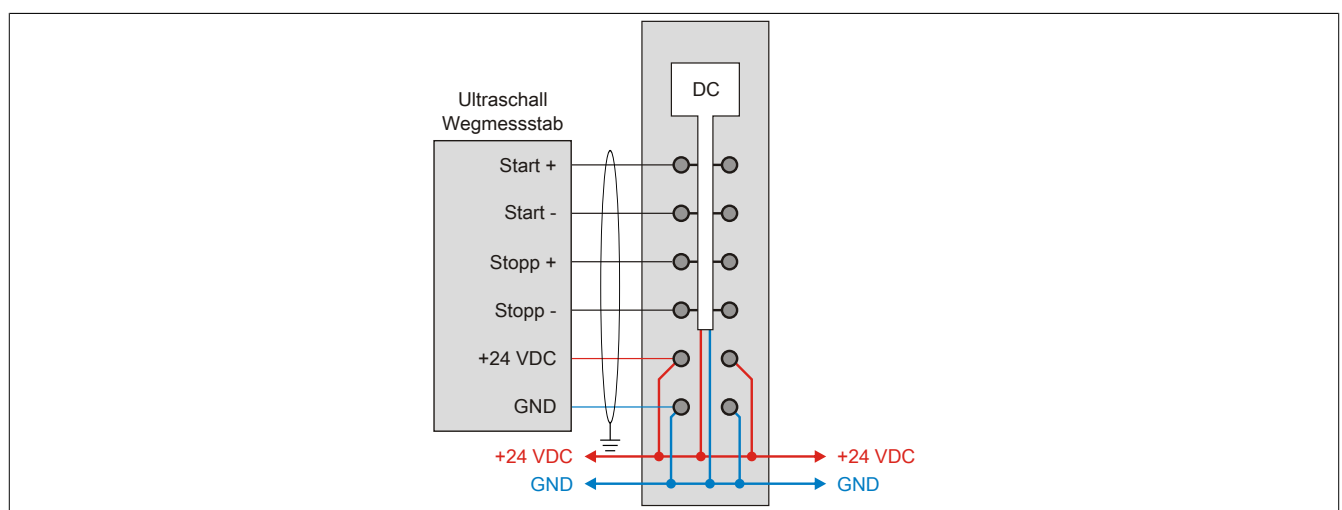 DC
Ultraschall
Wegmessstab
Start +
Start -
Stopp +
Stopp -
+24 VDC
GND
+24 VDC
+24 VDC
GND
GND